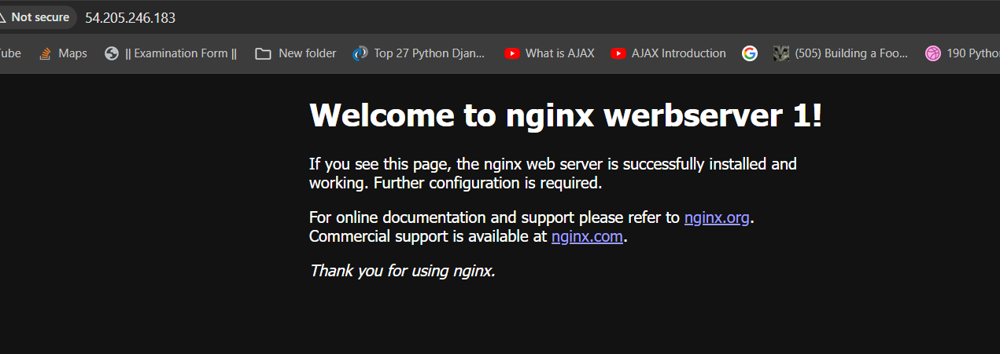 Not secure 54.205.246.183
Tube Maps || Examination Form || New folder Top 27 Python Djan... What is AJAX AJAX Introduction (505) Building a Foo... 190 Pytho
Welcome to nginx werbserver 1!
If you see this page, the nginx web server is successfully installed and
working. Further configuration is required.
For online documentation and support please refer to nginx.org.
Commercial support is available at nginx.com.
Thank you for using nginx.